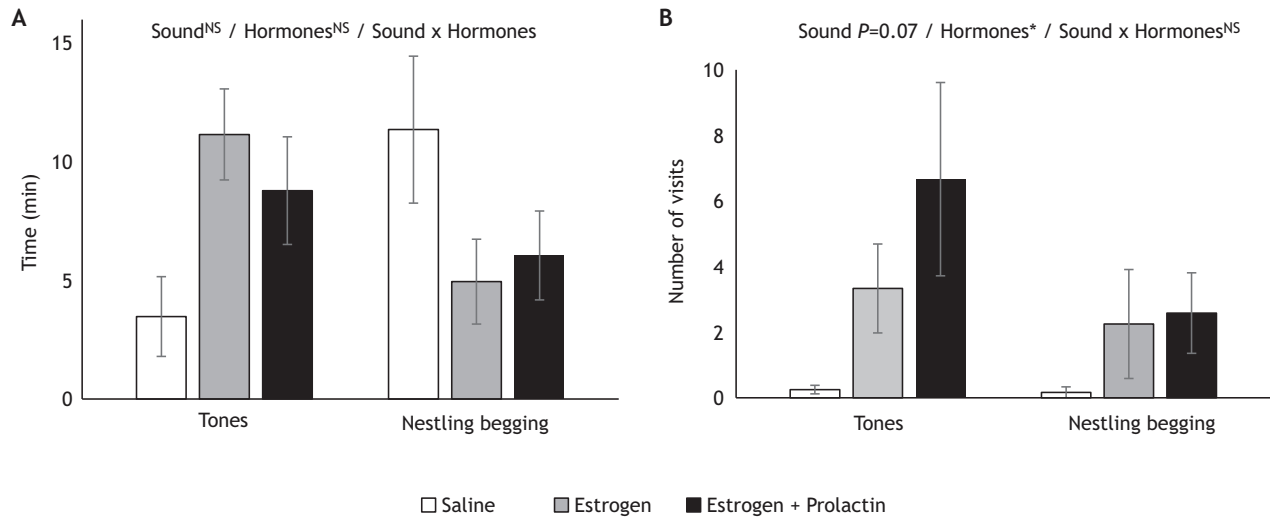 A
Sound^NS / Hormones^NS / Sound x Hormones
15
10
5
0
Time (min)
Tones
Nestling begging
B
Sound P=0.07 / Hormones* / Sound x Hormones^NS
10
8
6
4
2
0
Number of visits
Tones
Nestling begging
Saline
Estrogen
Estrogen + Prolactin